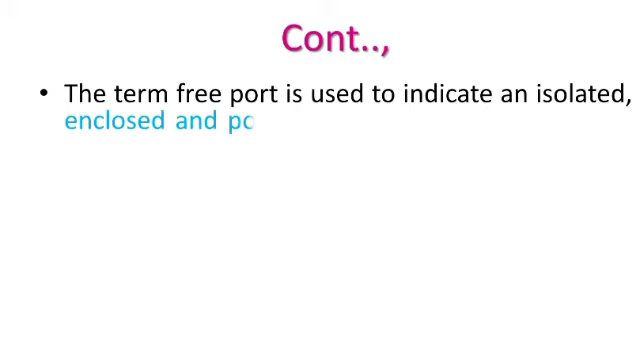 Cont..,
• The term free port is used to indicate an isolated,
enclosed and